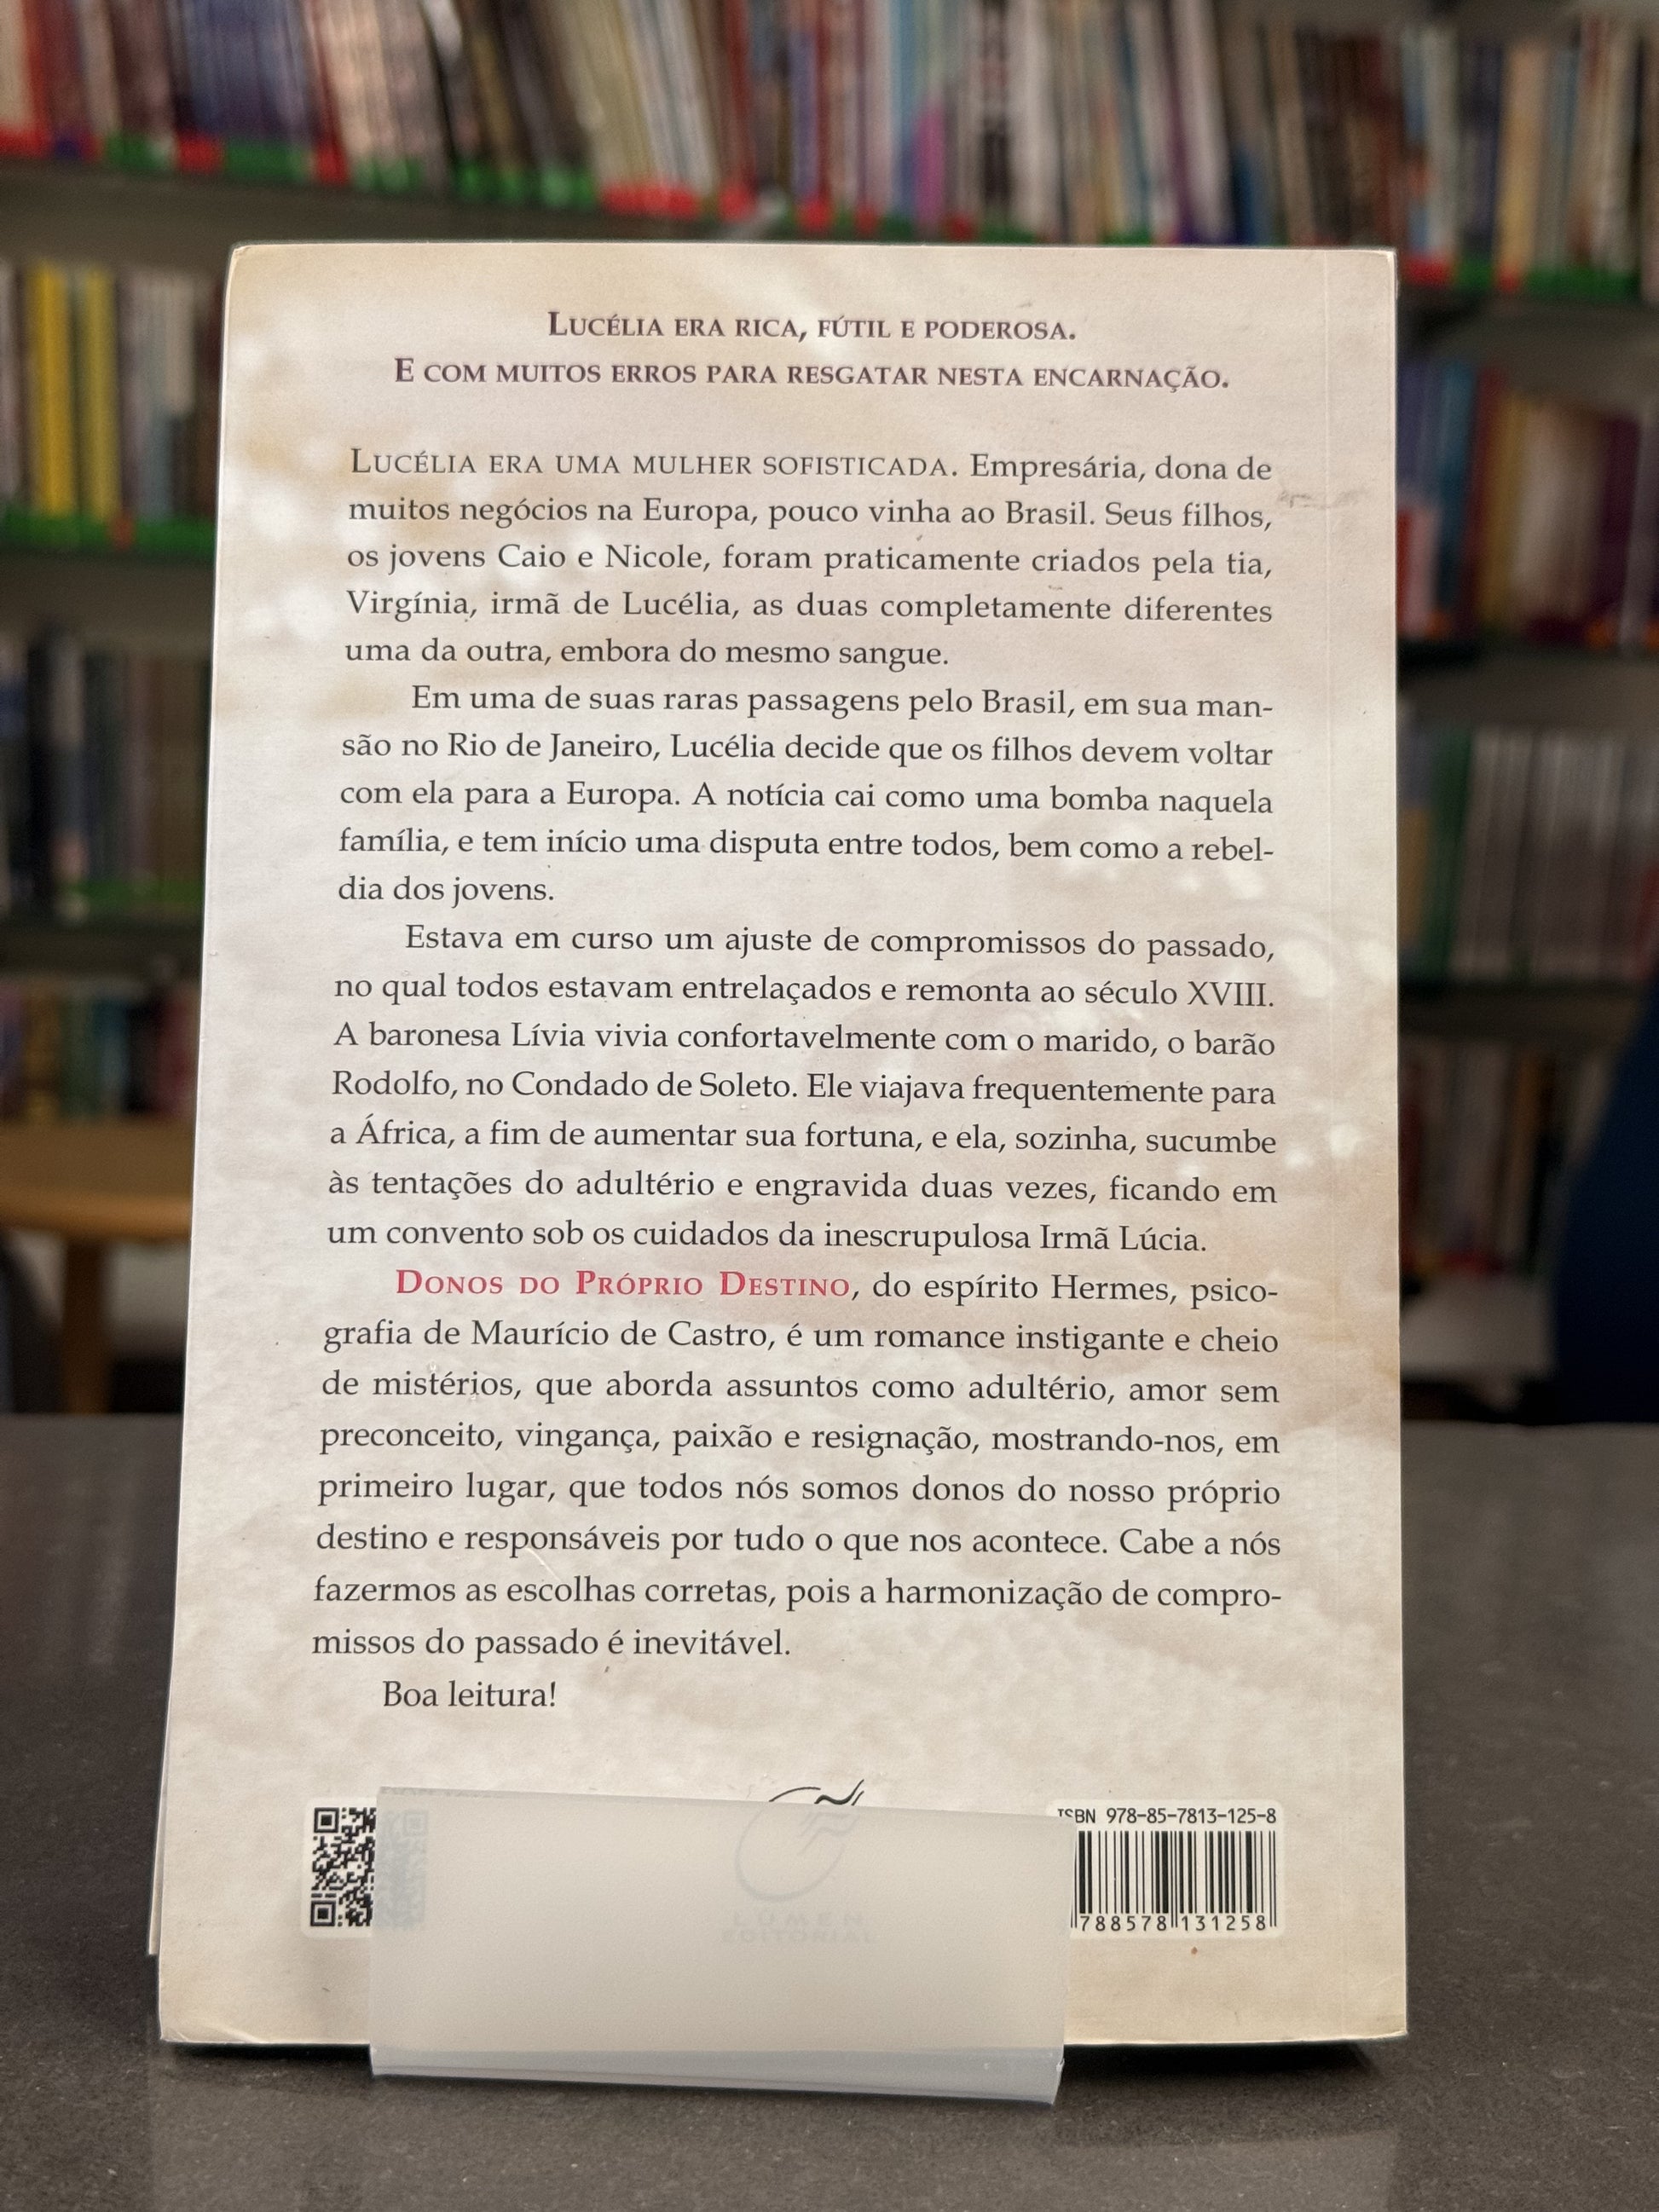 LUCÉLIA ERA RICA, FÚTIL E PODEROSA.
E COM MUITOS ERROS PARA RESGATAR NESTA ENCARNAÇÃO.
LUCÉLIA ERA UMA MULHER SOFISTICADA. Empresária, dona de
muitos negócios na Europa, pouco vinha ao Brasil. Seus filhos,
os jovens Caio e Nicole, foram praticamente criados pela tia,
Virgínia, irmã de Lucélia, as duas completamente diferentes
uma da outra, embora do mesmo sangue.
Em uma de suas raras passagens pelo Brasil, em sua man-
são no Rio de Janeiro, Lucélia decide que os filhos devem voltar
com ela para a Europa. A notícia cai como uma bomba naquela
família, e tem início uma disputa entre todos, bem como a rebel-
dia dos jovens.
Estava em curso um ajuste de compromissos do passado,
no qual todos estavam entrelaçados e remonta ao século XVIII.
A baronesa Lívia vivia confortavelmente com o marido, o barão
Rodolfo, no Condado de Soleto. Ele viajava frequentemente para
a África, a fim de aumentar sua fortuna, e ela, sozinha, sucumbe
às tentações do adultério e engravida duas vezes, ficando em
um convento sob os cuidados da inescrupulosa Irmã Lúcia.
DONOS DO PRÓPRIO DESTINO, do espírito Hermes, psico-
grafia de Maurício de Castro, é um romance instigante e cheio
de mistérios, que aborda assuntos como adultério, amor sem
preconceito, vingança, paixão e resignação, mostrando-nos, em
primeiro lugar, que todos nós somos donos do nosso próprio
destino e responsáveis por tudo o que nos acontece. Cabe a nós
fazermos as escolhas corretas, pois a harmonização de compro-
missos do passado é inevitável.
Boa leitura!
ISBN 978-85-7813-125-8
788578 131258
LÚMEN
EDITORIAL